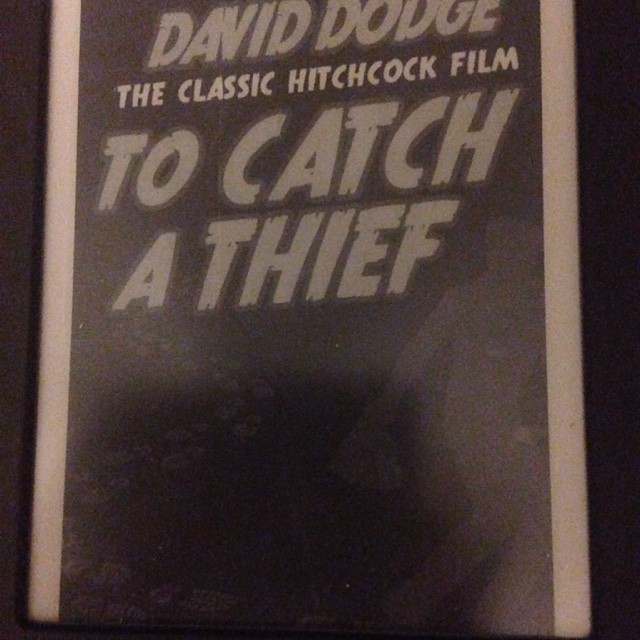 DAVID DODGE
THE CLASSIC HITCHCOCK FILM
TO CATCH
A THIEF